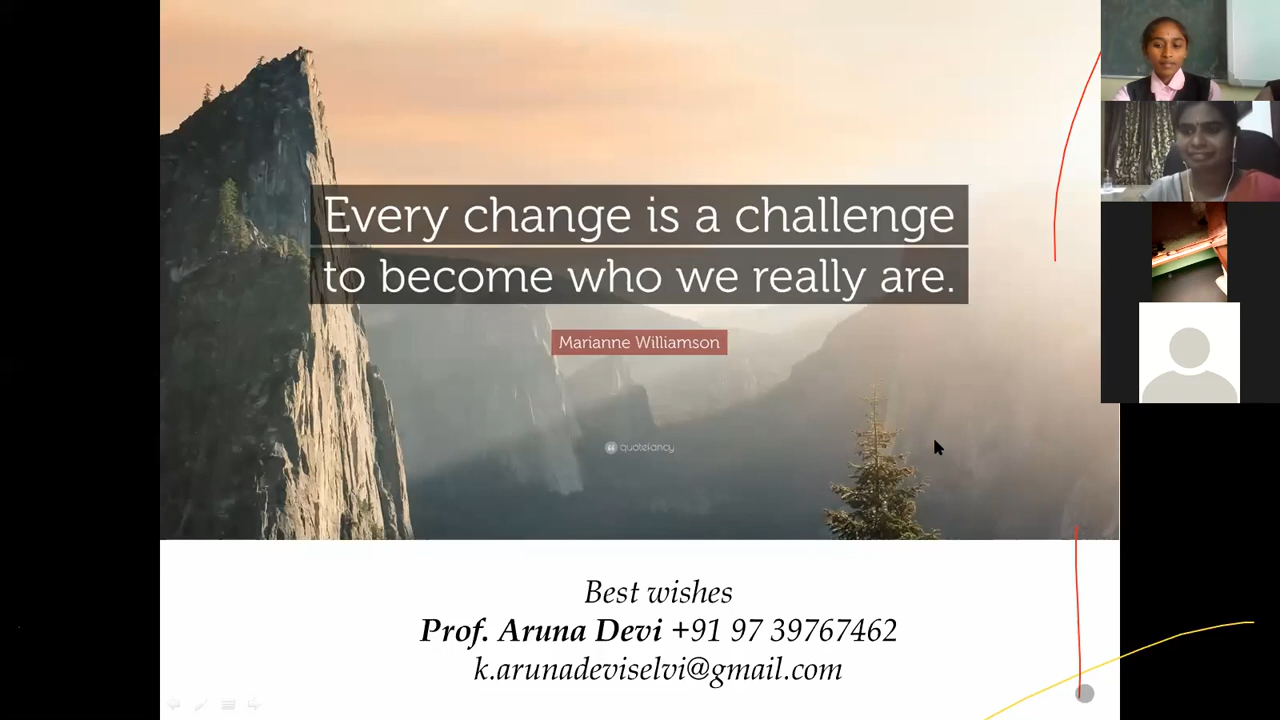 Every change is a challenge
to become who we really are.
Marianne Williamson
quotefancy
Best wishes
Prof. Aruna Devi +91 97 39767462
k.arunadeviselvi@gmail.com